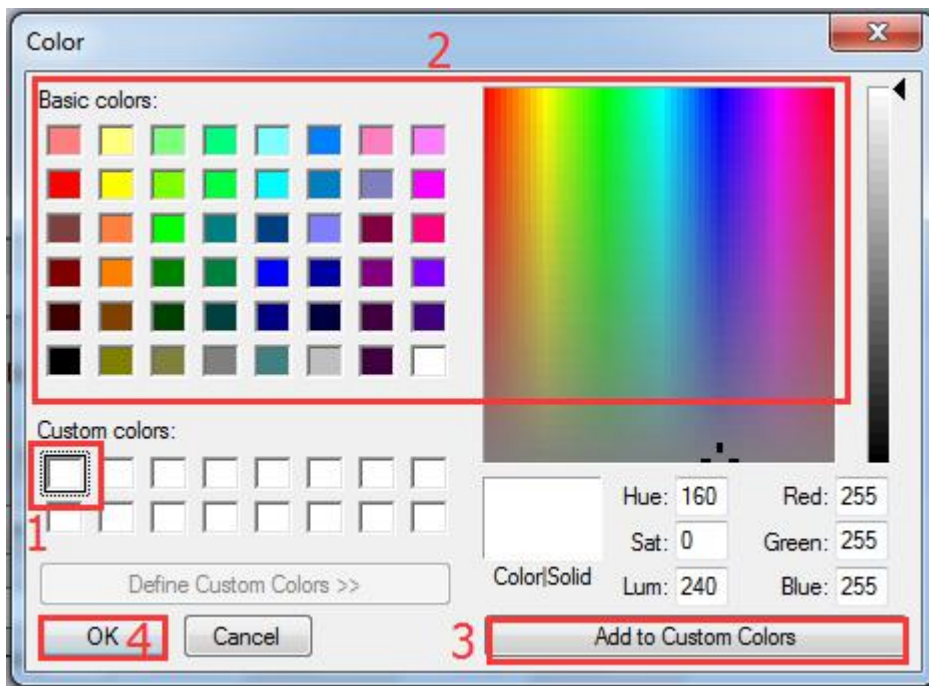 Color
2
Basic colors:
Custom colors:
1
Hue: 160 Red: 255
Sat: 0 Green: 255
Color|Solid Lum: 240 Blue: 255
Define Custom Colors >>
OK 4 Cancel 3 Add to Custom Colors